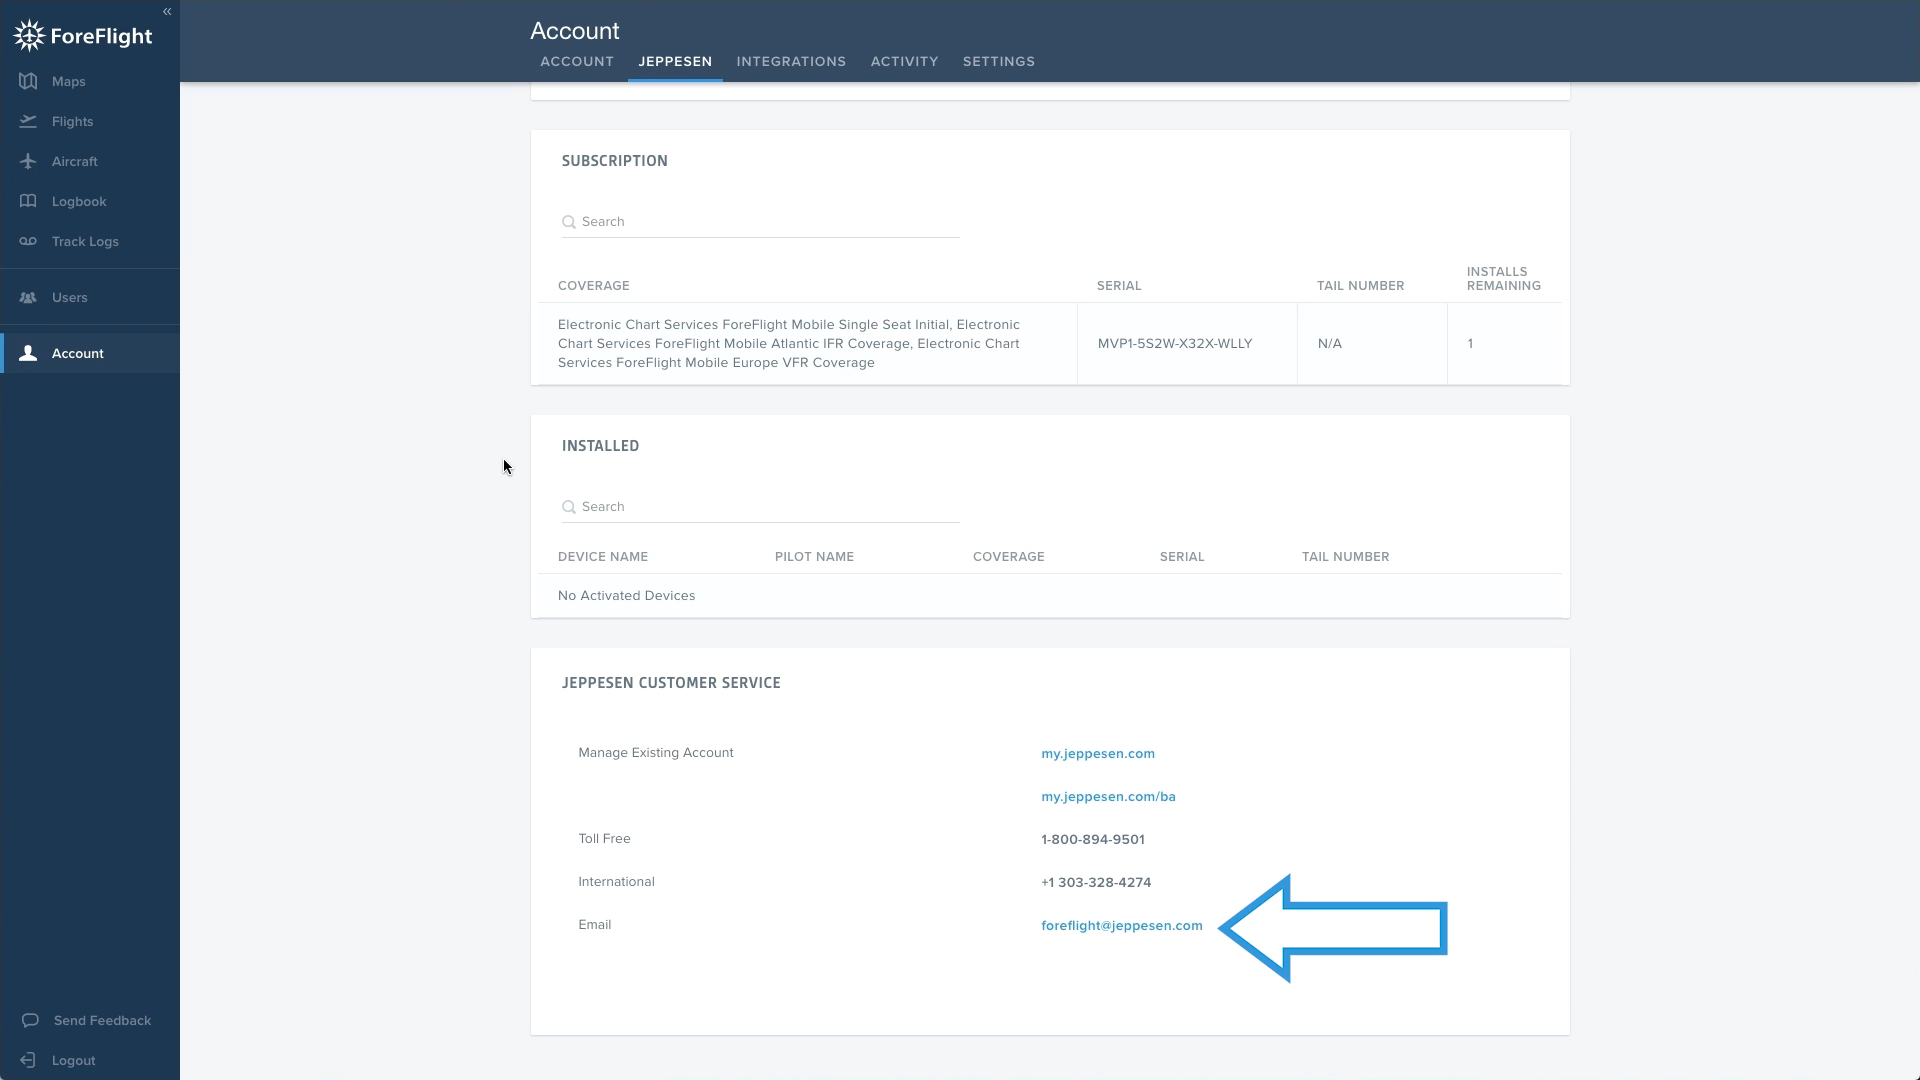 «
ForeFlight
Maps
Flights
Aircraft
Logbook
Track Logs
Users
Account
Send Feedback
Logout
Account
ACCOUNT JEPPESEN INTEGRATIONS ACTIVITY SETTINGS
SUBSCRIPTION
Search
COVERAGE SERIAL TAIL NUMBER INSTALLS REMAINING
Electronic Chart Services ForeFlight Mobile Single Seat Initial, Electronic
Chart Services ForeFlight Mobile Atlantic IFR Coverage, Electronic Chart
Services ForeFlight Mobile Europe VFR Coverage
MVP1-5S2W-X32X-WLLY N/A 1
INSTALLED
Search
DEVICE NAME PILOT NAME COVERAGE SERIAL TAIL NUMBER
No Activated Devices
JEPPESEN CUSTOMER SERVICE
Manage Existing Account my.jeppesen.com
my.jeppesen.com/ba
Toll Free 1-800-894-9501
International +1 303-328-4274
Email foreflight@jeppesen.com